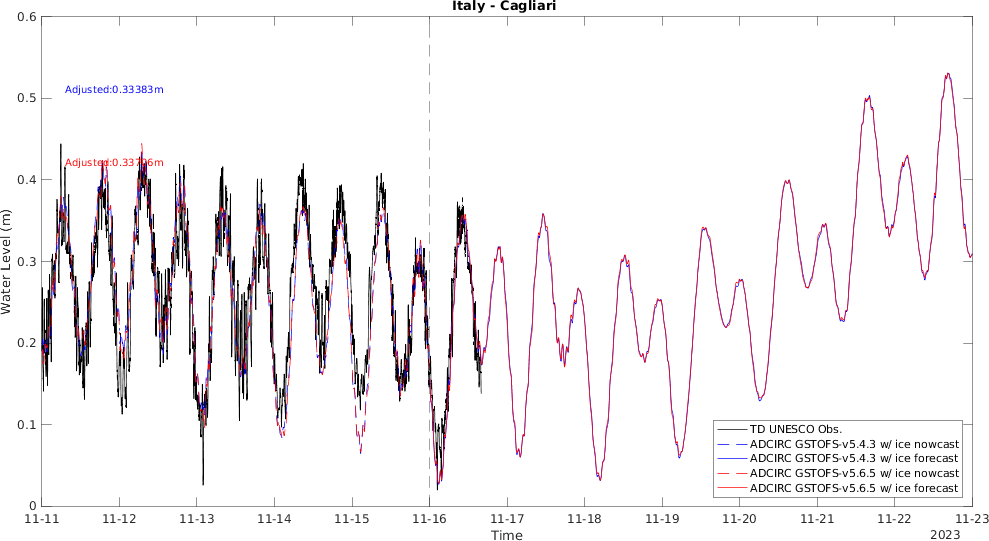 Italy - Cagliari
0.6
0.5
0.4
0.3
0.2
0.1
0
Water Level (m)
Adjusted:0.33383m
TD UNESCO Obs.
ADCIRC GSTOFS-v5.4.3 w/ ice nowcast
ADCIRC GSTOFS-v5.4.3 w/ ice forecast
ADCIRC GSTOFS-v5.6.5 w/ ice nowcast
ADCIRC GSTOFS-v5.6.5 w/ ice forecast
11-11 11-12 11-13 11-14 11-15 11-16 11-17 11-18 11-19 11-20 11-21 11-22 11-23
Time
2023